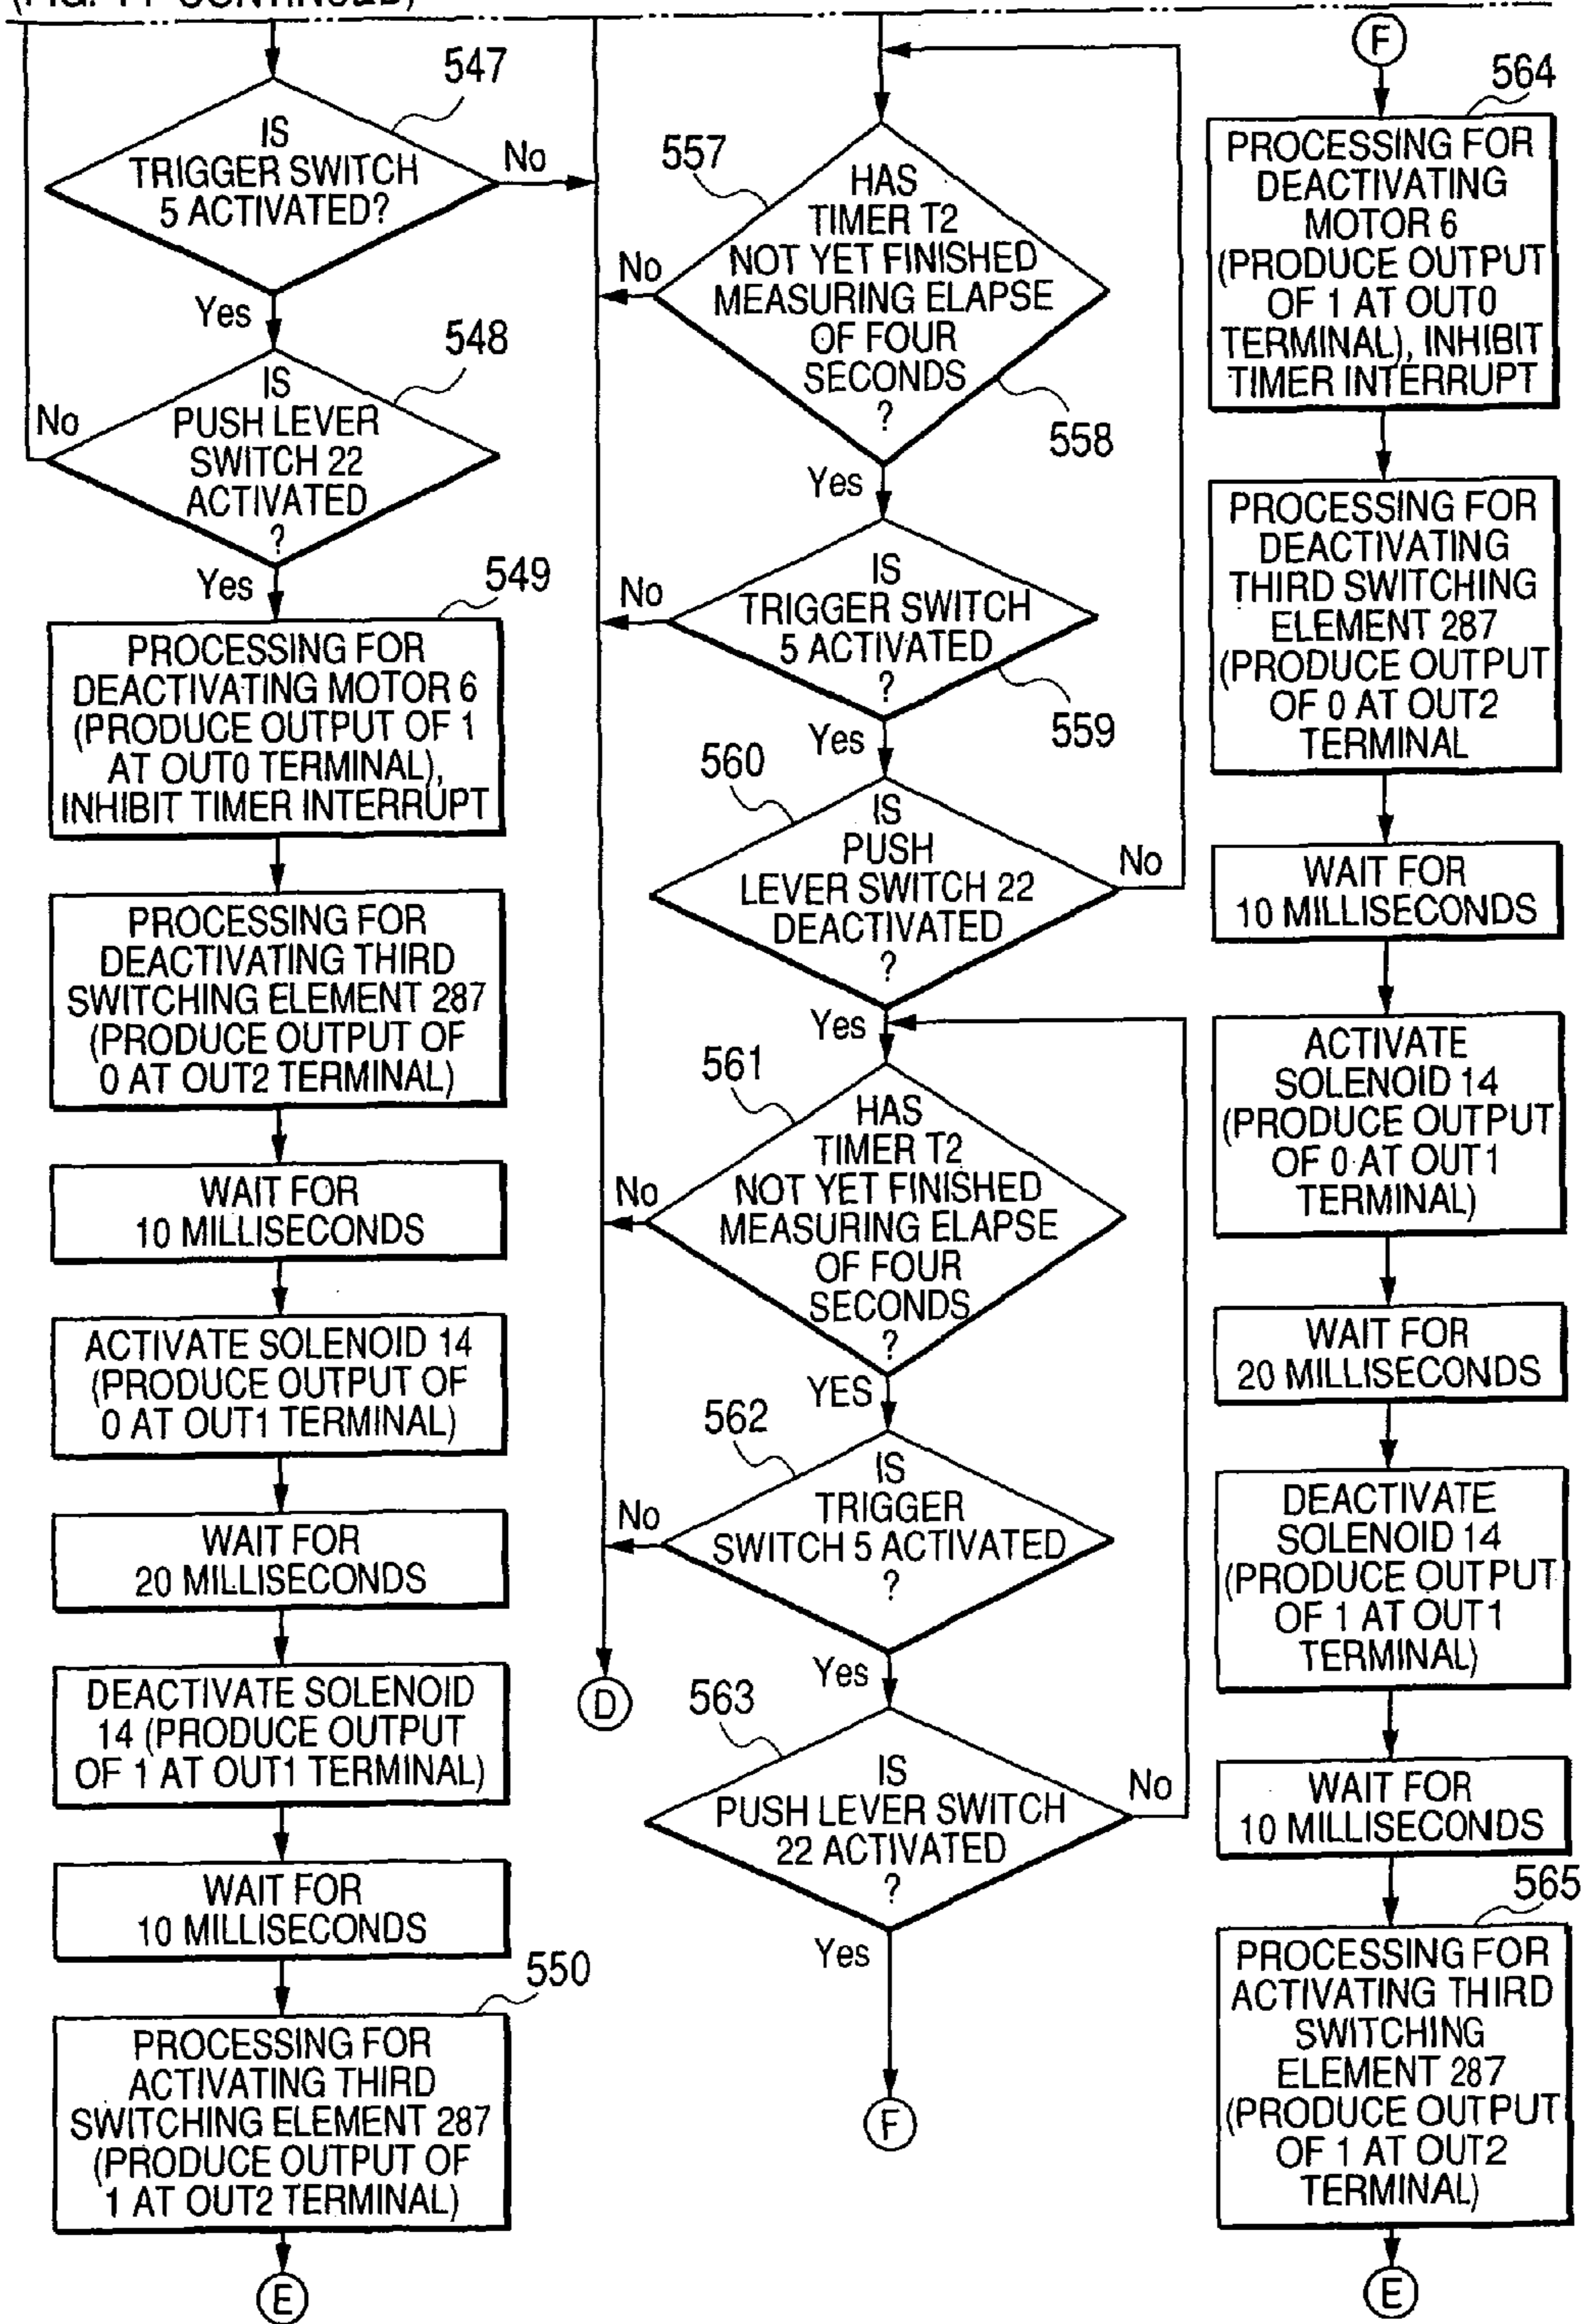 (FIG. 11 CONTINUED)
547
IS
TRIGGER SWITCH
5 ACTIVATED?
No
Yes
548
IS
PUSH LEVER
SWITCH 22
ACTIVATED
?
No
Yes
549
PROCESSING FOR
DEACTIVATING MOTOR 6
(PRODUCE OUTPUT OF 1
AT OUT0 TERMINAL),
INHIBIT TIMER INTERRUPT
PROCESSING FOR
DEACTIVATING THIRD
SWITCHING ELEMENT 287
(PRODUCE OUTPUT OF
0 AT OUT2 TERMINAL)
WAIT FOR
10 MILLISECONDS
ACTIVATE SOLENOID 14
(PRODUCE OUTPUT OF
0 AT OUT1 TERMINAL)
WAIT FOR
20 MILLISECONDS
DEACTIVATE SOLENOID
14 (PRODUCE OUTPUT
OF 1 AT OUT1 TERMINAL)
WAIT FOR
10 MILLISECONDS
550
PROCESSING FOR
ACTIVATING THIRD
SWITCHING ELEMENT 287
(PRODUCE OUTPUT OF
1 AT OUT2 TERMINAL)
E
D
557
HAS
TIMER T2
NOT YET FINISHED
MEASURING ELAPSE
OF FOUR
SECONDS
?
No
558
Yes
IS
TRIGGER SWITCH
5 ACTIVATED
?
No
559
Yes
560
IS
PUSH
LEVER SWITCH 22
DEACTIVATED
?
No
Yes
561
HAS
TIMER T2
NOT YET FINISHED
MEASURING ELAPSE
OF FOUR
SECONDS
?
No
YES
562
IS
TRIGGER
SWITCH 5 ACTIVATED
?
No
Yes
563
IS
PUSH LEVER SWITCH
22 ACTIVATED
?
No
Yes
F
F
564
PROCESSING FOR
DEACTIVATING
MOTOR 6
(PRODUCE OUTPUT
OF 1 AT OUT0
TERMINAL), INHIBIT
TIMER INTERRUPT
PROCESSING FOR
DEACTIVATING
THIRD SWITCHING
ELEMENT 287
(PRODUCE OUTPUT
OF 0 AT OUT2
TERMINAL
WAIT FOR
10 MILLISECONDS
ACTIVATE
SOLENOID 14
(PRODUCE OUTPUT
OF 0 AT OUT1
TERMINAL)
WAIT FOR
20 MILLISECONDS
DEACTIVATE
SOLENOID 14
(PRODUCE OUTPUT
OF 1 AT OUT1
TERMINAL)
WAIT FOR
10 MILLISECONDS
565
PROCESSING FOR
ACTIVATING THIRD
SWITCHING
ELEMENT 287
(PRODUCE OUTPUT
OF 1 AT OUT2
TERMINAL)
E